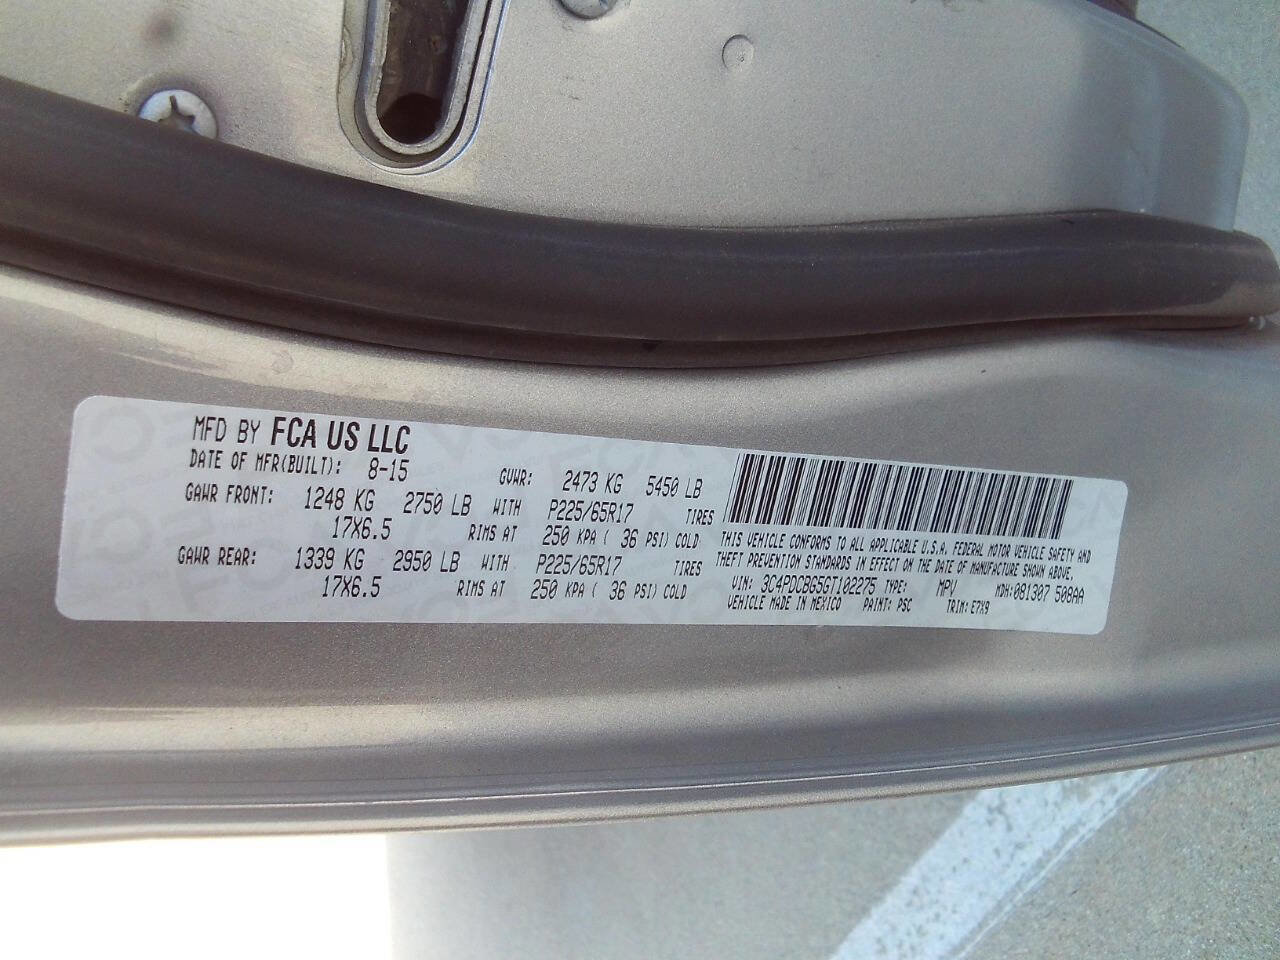 MFD BY FCA US LLC
DATE OF MFR(BUILT): 8-15 GVWR: 2473 KG 5450 LB
GAWR FRONT: 1248 KG 2750 LB WITH P225/65R17 TIRES
17X6.5 RIMS AT 250 KPA ( 36 PSI) COLD
GAWR REAR: 1339 KG 2950 LB WITH P225/65R17 TIRES
17X6.5 RIMS AT 250 KPA ( 36 PSI) COLD
THIS VEHICLE CONFORMS TO ALL APPLICABLE U.S.A. FEDERAL MOTOR VEHICLE SAFETY AND
THEFT PREVENTION STANDARDS IN EFFECT ON THE DATE OF MANUFACTURE SHOWN ABOVE.
VIN: 3C4PDCBG5GT102275 TYPE: MPV MDH:081307 508AA
VEHICLE MADE IN MEXICO PAINT: PSC TRIM: E7X9